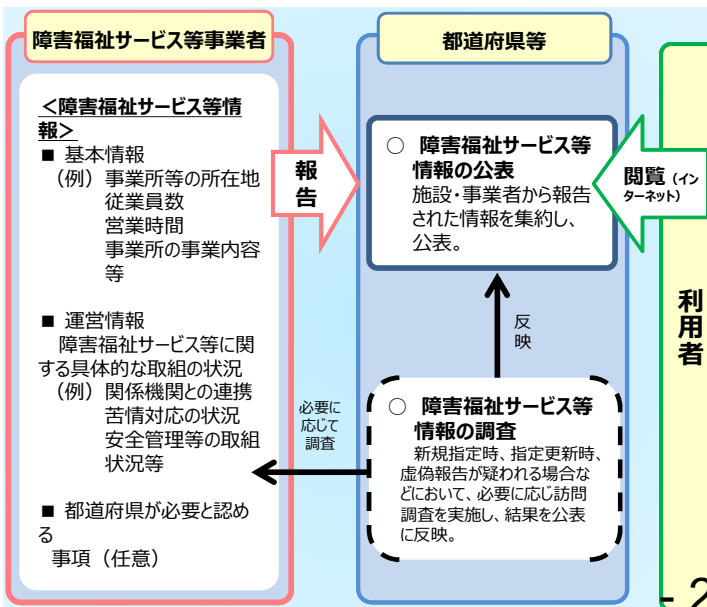 障害福祉サービス等事業者
＜障害福祉サービス等情
報＞
■ 基本情報
（例）事業所等の所在地
従業員数
営業時間
事業所の事業内容
等
■ 運営情報
障害福祉サービス等に関
する具体的な取組の状況
（例）関係機関との連携
苦情対応の状況
安全管理等の取組
状況等
■ 都道府県が必要と認め
る
事項（任意）
報
告
必要に
応じて
調査
都道府県等
○ 障害福祉サービス等
情報の公表
施設・事業者から報告
された情報を集約し、
公表。
反
映
○ 障害福祉サービス等
情報の調査
新規指定時、指定更新時、
虚偽報告が疑われる場合
などにおいて、必要に応じ訪問
調査を実施し、結果を公表
に反映。
閲覧（イン
ターネット）
利
用
者
- 2